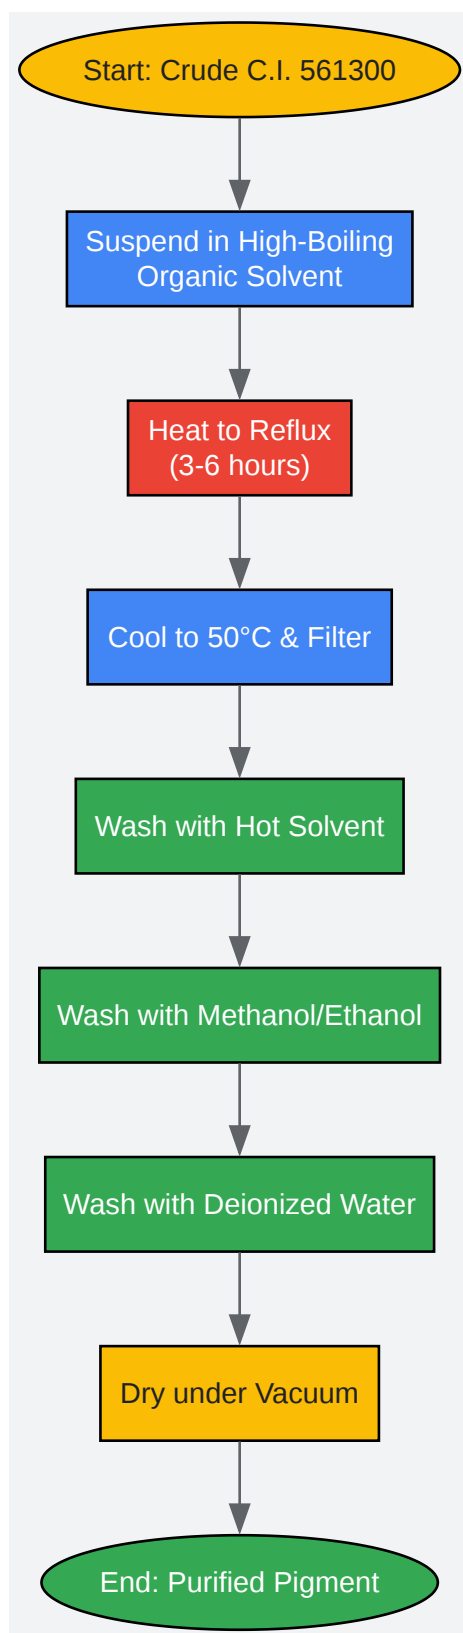 Start: Crude C.I. 561300
Suspend in High-Boiling
Organic Solvent
Heat to Reflux
(3-6 hours)
Cool to 50°C & Filter
Wash with Hot Solvent
Wash with Methanol/Ethanol
Wash with Deionized Water
Dry under Vacuum
End: Purified Pigment